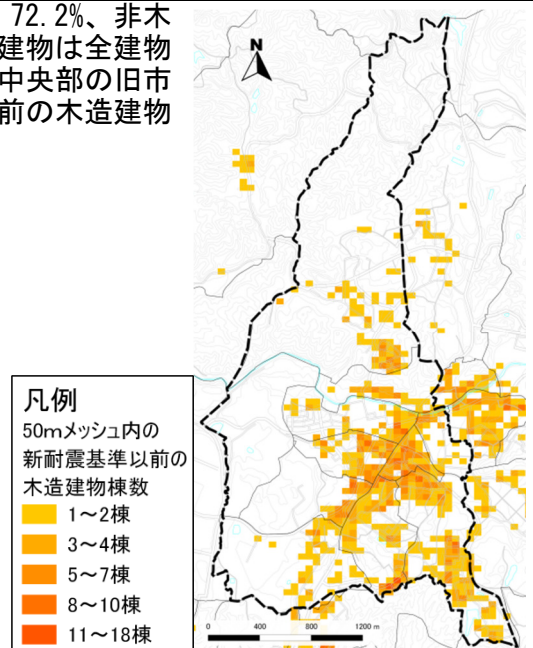 72.2%、非木
建物は全建物
中央部の旧市
前の木造建物
N
凡例
50mメッシュ内の
新耐震基準以前の
木造建物棟数
1～2棟
3～4棟
5～7棟
8～10棟
11～18棟
0 400 800 1200 m